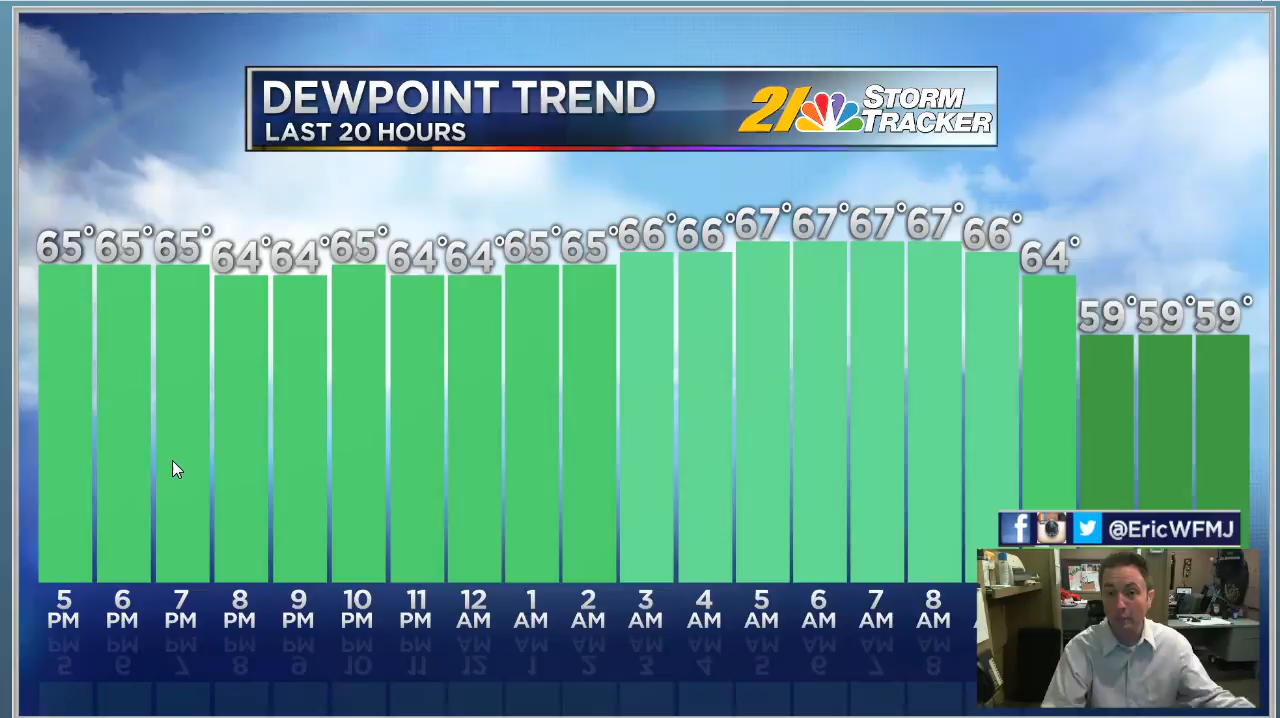 DEWPOINT TREND
LAST 20 HOURS
21 STORM TRACKER
65° 65° 65° 64° 64° 65° 64° 64° 65° 65° 66° 66° 67° 67° 67° 67° 66° 64° 59° 59° 59°
@EricWFMJ
5 6 7 8 9 10 11 12 1 2 3 4 5 6 7 8
PM PM PM PM PM PM PM AM AM AM AM AM AM AM AM AM